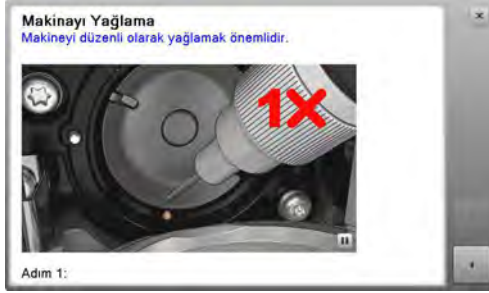 Makinayı Yağlama
Makineyi düzenli olarak yağlamak önemlidir.
1X
Adım 1: